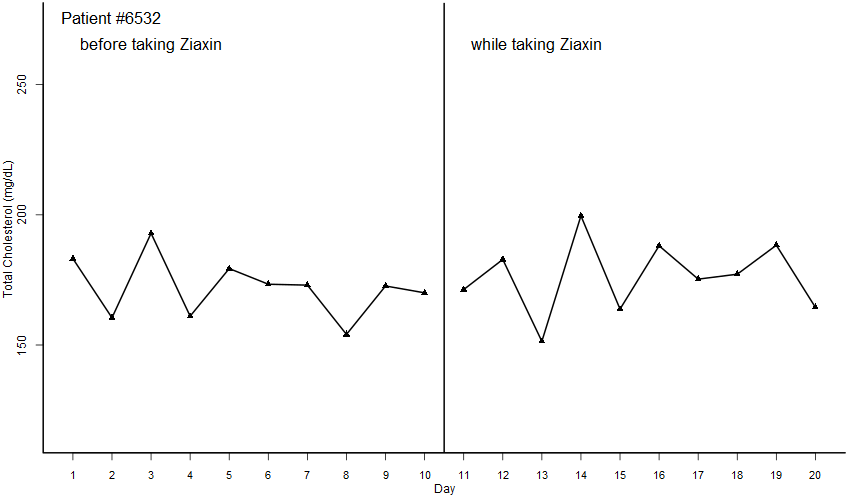 Patient #6532
before taking Ziaxin
while taking Ziaxin
Total Cholesterol (mg/dL)
250
200
150
1 2 3 4 5 6 7 8 9 10 11 12 13 14 15 16 17 18 19 20
Day